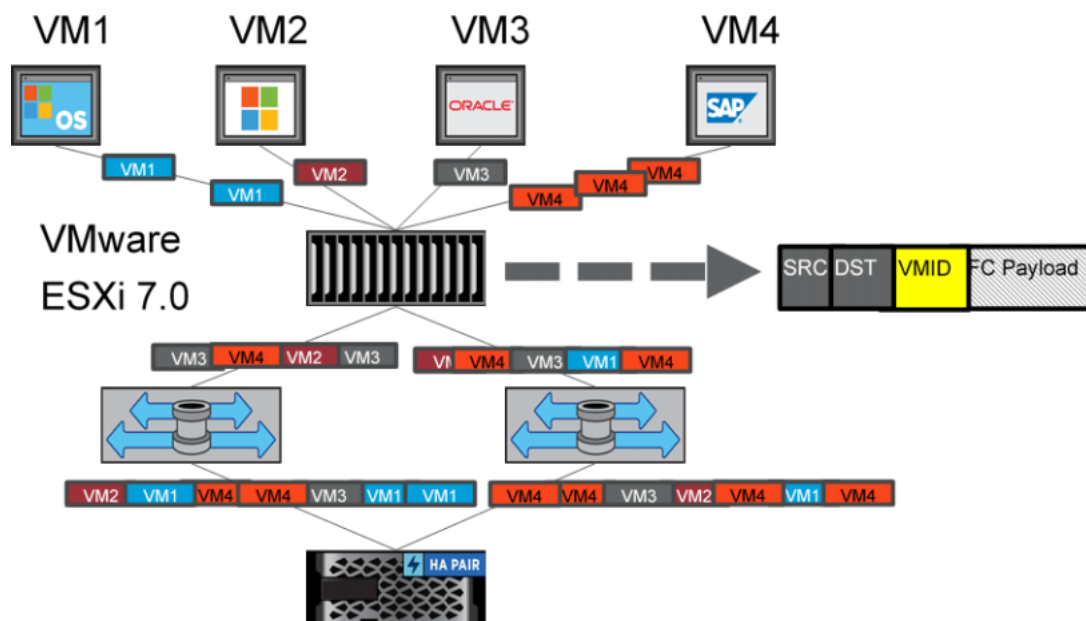 VM1 VM2 VM3 VM4
OS ORACLE SAP
VM1 VM2 VM3 VM4
VM1 VM4 VM4
VMware
ESXi 7.0
SRC DST VMID FC Payload
VM3 VM4 VM2 VM3 VM4 VM3 VM1 VM4
VM2 VM1 VM4 VM4 VM3 VM1 VM1 VM4 VM4 VM3 VM2 VM4 VM1 VM4
HA PAIR